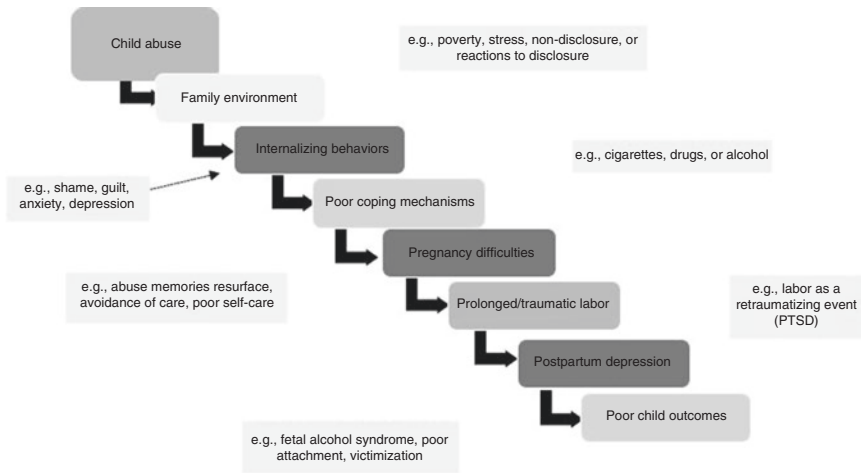 Child abuse
e.g., poverty, stress, non-disclosure, or
reactions to disclosure
Family environment
Internalizing behaviors
e.g., cigarettes, drugs, or alcohol
e.g., shame, guilt,
anxiety, depression
Poor coping mechanisms
Pregnancy difficulties
e.g., abuse memories resurface,
avoidance of care, poor self-care
Prolonged/traumatic labor
e.g., labor as a
retraumatizing event
(PTSD)
Postpartum depression
Poor child outcomes
e.g., fetal alcohol syndrome, poor
attachment, victimization